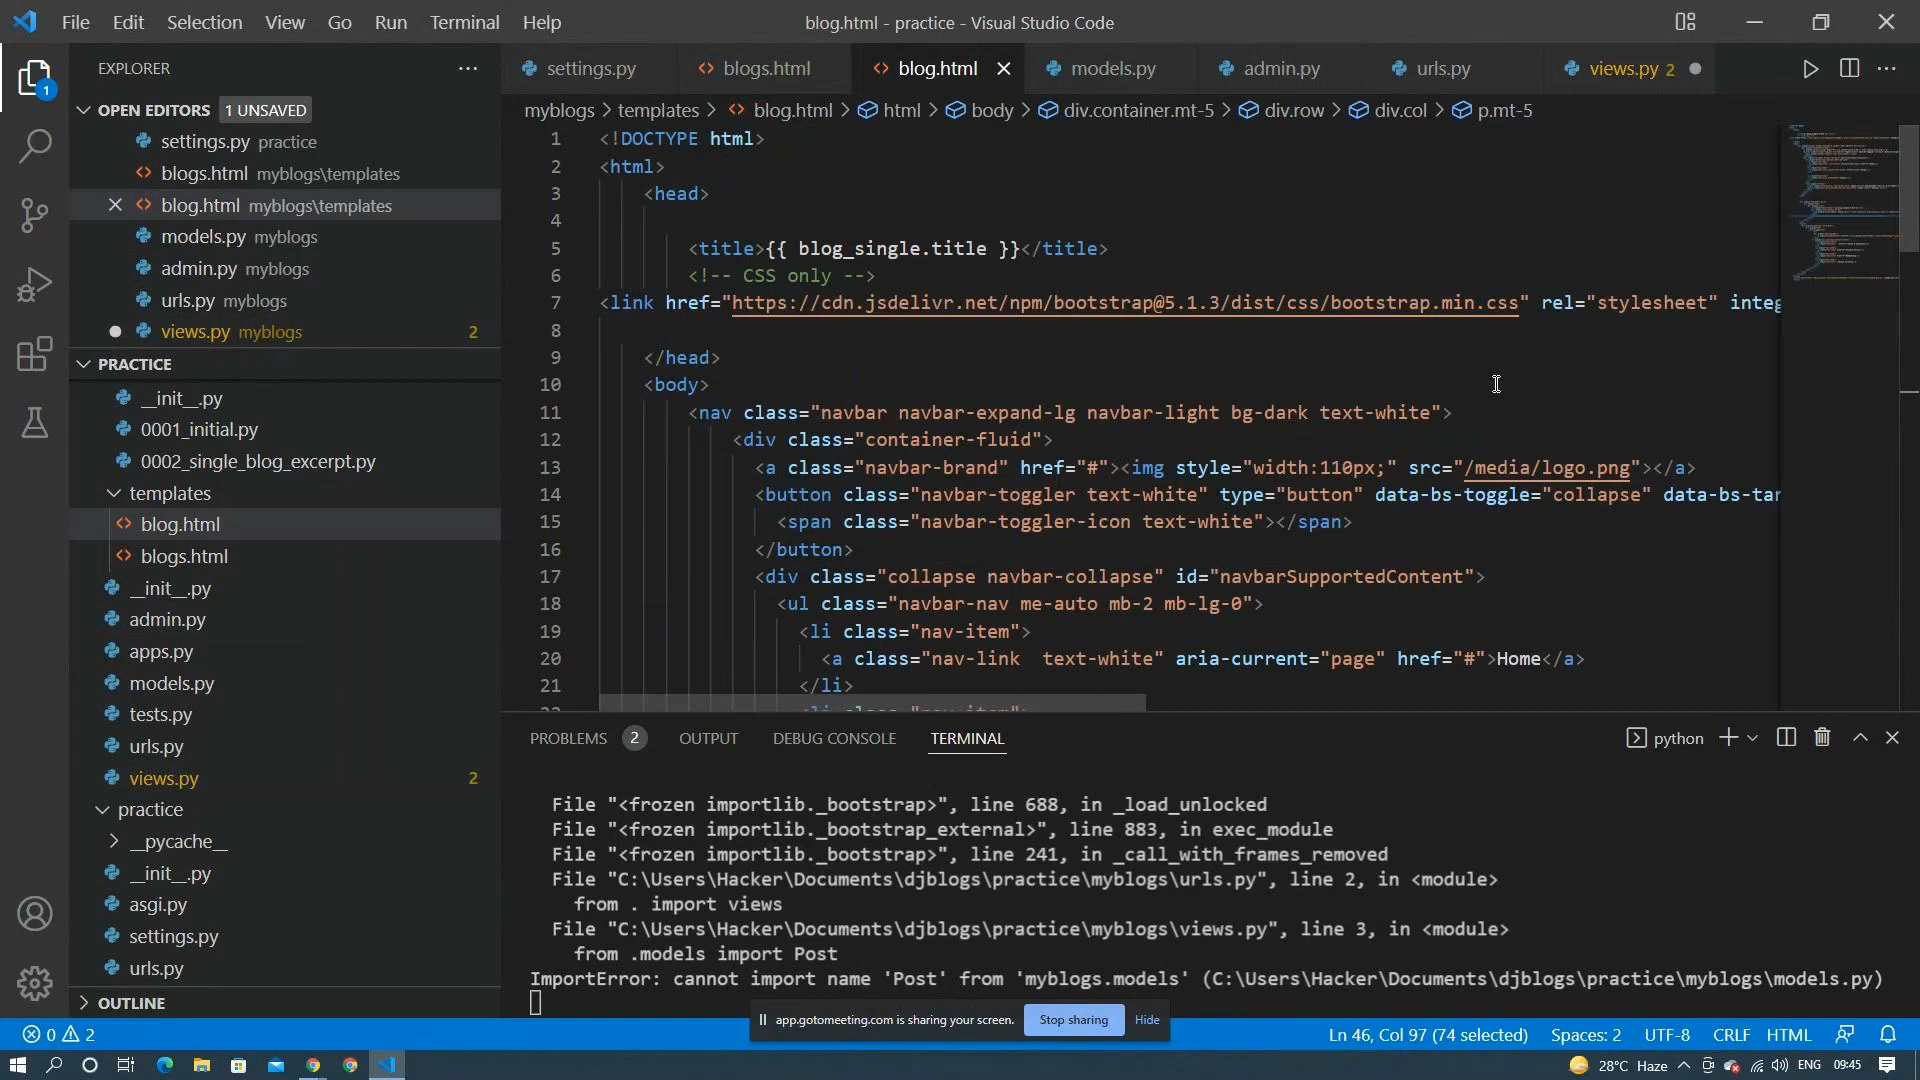 File Edit Selection View Go Run Terminal Help blog.html - practice - Visual Studio Code
EXPLORER
1
OPEN EDITORS 1 UNSAVED
settings.py practice
blogs.html myblogs\templates
blog.html myblogs\templates
models.py myblogs
admin.py myblogs
urls.py myblogs
views.py myblogs 2
PRACTICE
__init__.py
0001_initial.py
0002_single_blog_excerpt.py
templates
blog.html
blogs.html
__init__.py
admin.py
apps.py
models.py
tests.py
urls.py
views.py 2
practice
__pycache__
__init__.py
asgi.py
settings.py
urls.py
OUTLINE
settings.py blogs.html blog.html models.py admin.py urls.py views.py 2
myblogs > templates > blog.html > html > body > div.container.mt-5 > div.row > div.col > p.mt-5
1 <!DOCTYPE html>
2 <html>
3 <head>
4
5 <title>{{ blog_single.title }}</title>
6 <!-- CSS only -->
7 <link href="https://cdn.jsdelivr.net/npm/bootstrap@5.1.3/dist/css/bootstrap.min.css" rel="stylesheet" integ
8
9 </head>
10 <body>
11 <nav class="navbar navbar-expand-lg navbar-light bg-dark text-white">
12 <div class="container-fluid">
13 <a class="navbar-brand" href="#"><img style="width:110px;" src="/media/logo.png"></a>
14 <button class="navbar-toggler text-white" type="button" data-bs-toggle="collapse" data-bs-tar
15 <span class="navbar-toggler-icon text-white"></span>
16 </button>
17 <div class="collapse navbar-collapse" id="navbarSupportedContent">
18 <ul class="navbar-nav me-auto mb-2 mb-lg-0">
19 <li class="nav-item">
20 <a class="nav-link  text-white" aria-current="page" href="#">Home</a>
21 </li>
PROBLEMS 2 OUTPUT DEBUG CONSOLE TERMINAL python
File "<frozen importlib._bootstrap>", line 688, in _load_unlocked
File "<frozen importlib._bootstrap_external>", line 883, in exec_module
File "<frozen importlib._bootstrap>", line 241, in _call_with_frames_removed
File "C:\Users\Hacker\Documents\djblogs\practice\myblogs\urls.py", line 2, in <module>
from . import views
File "C:\Users\Hacker\Documents\djblogs\practice\myblogs\views.py", line 3, in <module>
from .models import Post
ImportError: cannot import name 'Post' from 'myblogs.models' (C:\Users\Hacker\Documents\djblogs\practice\myblogs\models.py)
app.gotomeeting.com is sharing your screen. Stop sharing Hide
0 2 Ln 46, Col 97 (74 selected) Spaces: 2 UTF-8 CRLF HTML
28°C Haze ENG 09:45